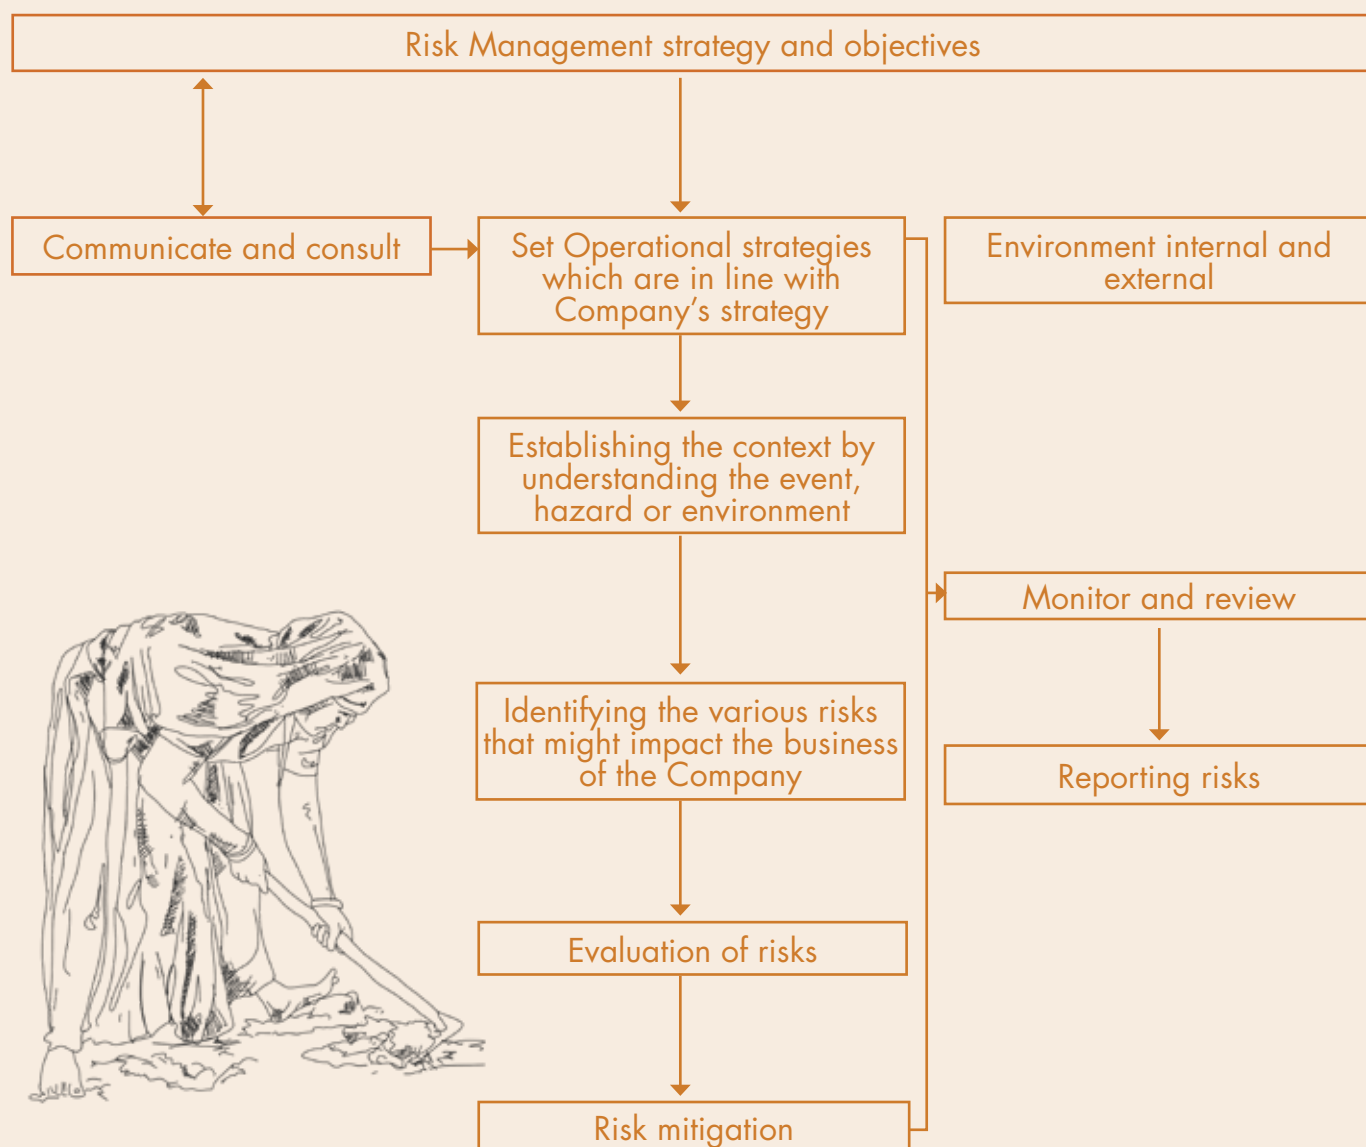 Risk Management strategy and objectives
Communicate and consult
Set Operational strategies
which are in line with
Company’s strategy
Environment internal and
external
Establishing the context by
understanding the event,
hazard or environment
Monitor and review
Identifying the various risks
that might impact the business
of the Company
Reporting risks
Evaluation of risks
Risk mitigation